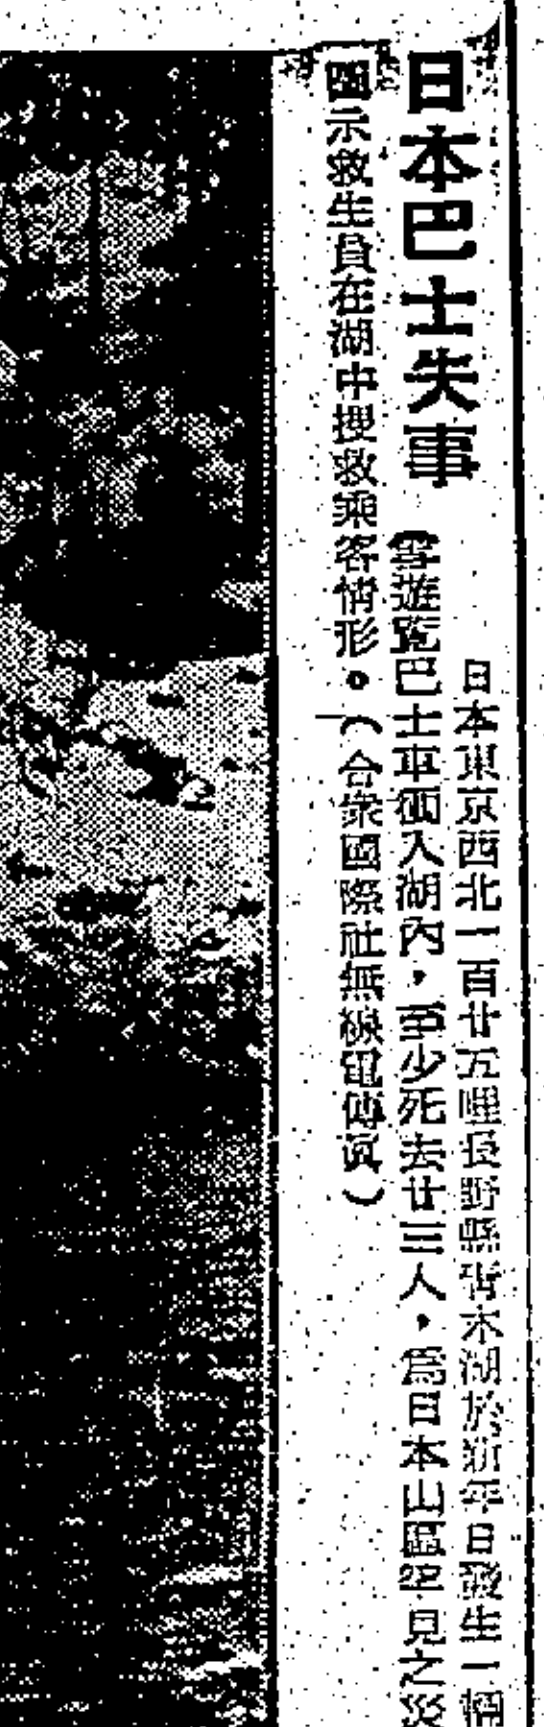 日本巴士失事
日本東京西北一百廿五哩長野縣青木湖於新年日發生一輛
雪遊覽巴士車衝入湖內，至少死去廿三人，為日本山區罕見之災
圖示救生員在湖中搜救乘客情形。（合衆國際社無線電傳真）